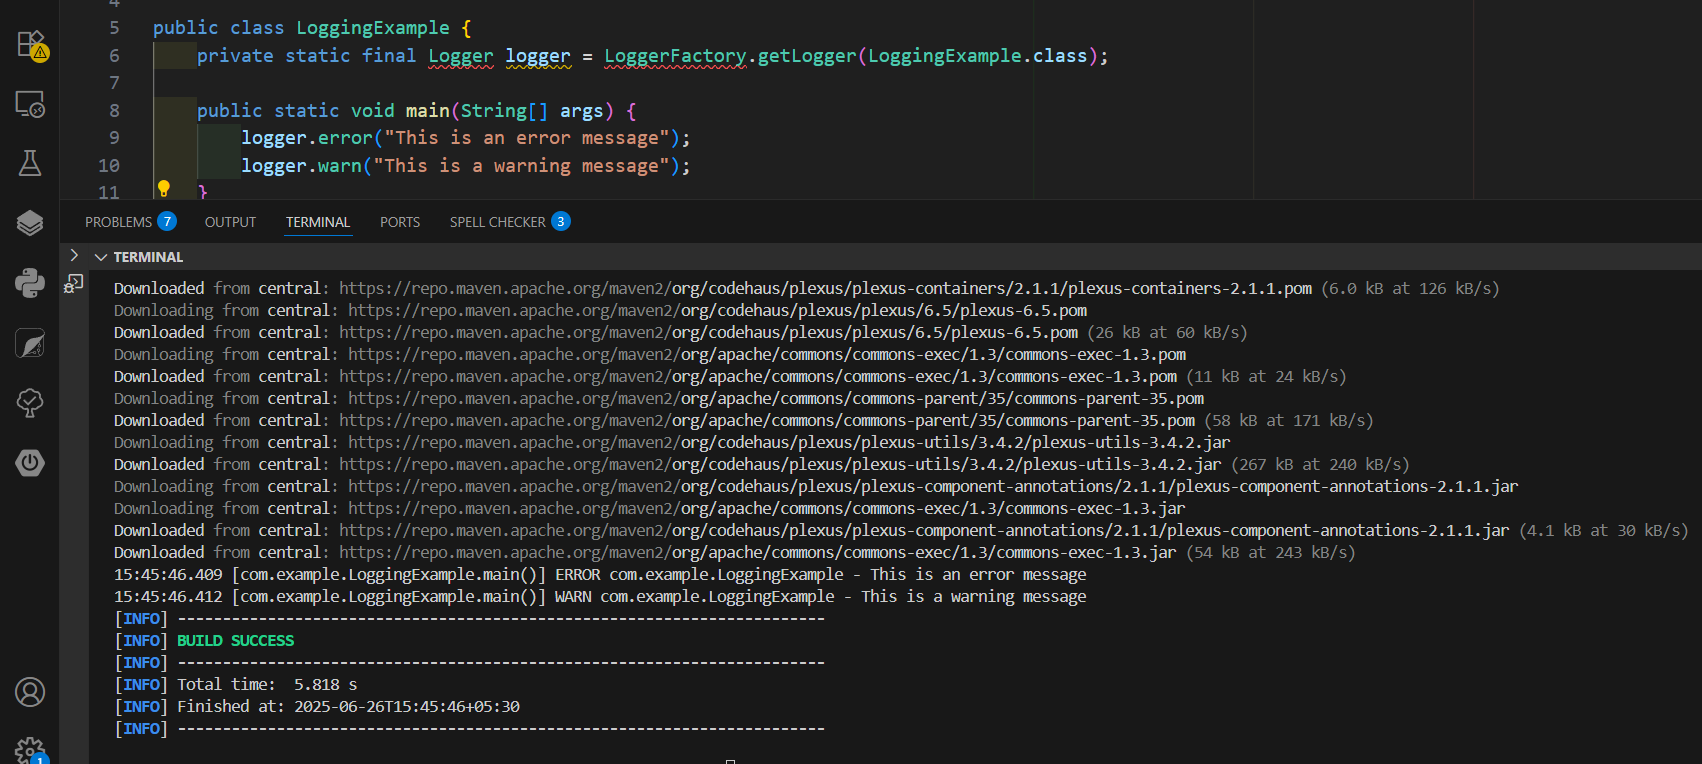 4
5 public class LoggingExample {
6 private static final Logger logger = LoggerFactory.getLogger(LoggingExample.class);
7
8 public static void main(String[] args) {
9 logger.error("This is an error message");
10 logger.warn("This is a warning message");
11 }
PROBLEMS 7 OUTPUT TERMINAL PORTS SPELL CHECKER 3
TERMINAL
Downloaded from central: https://repo.maven.apache.org/maven2/org/codehaus/plexus/plexus-containers/2.1.1/plexus-containers-2.1.1.pom (6.0 kB at 126 kB/s)
Downloading from central: https://repo.maven.apache.org/maven2/org/codehaus/plexus/plexus/6.5/plexus-6.5.pom
Downloaded from central: https://repo.maven.apache.org/maven2/org/codehaus/plexus/plexus/6.5/plexus-6.5.pom (26 kB at 60 kB/s)
Downloading from central: https://repo.maven.apache.org/maven2/org/apache/commons/commons-exec/1.3/commons-exec-1.3.pom
Downloaded from central: https://repo.maven.apache.org/maven2/org/apache/commons/commons-exec/1.3/commons-exec-1.3.pom (11 kB at 24 kB/s)
Downloading from central: https://repo.maven.apache.org/maven2/org/apache/commons/commons-parent/35/commons-parent-35.pom
Downloaded from central: https://repo.maven.apache.org/maven2/org/apache/commons/commons-parent/35/commons-parent-35.pom (58 kB at 171 kB/s)
Downloading from central: https://repo.maven.apache.org/maven2/org/codehaus/plexus/plexus-utils/3.4.2/plexus-utils-3.4.2.jar
Downloaded from central: https://repo.maven.apache.org/maven2/org/codehaus/plexus/plexus-utils/3.4.2/plexus-utils-3.4.2.jar (267 kB at 240 kB/s)
Downloading from central: https://repo.maven.apache.org/maven2/org/codehaus/plexus/plexus-component-annotations/2.1.1/plexus-component-annotations-2.1.1.jar
Downloading from central: https://repo.maven.apache.org/maven2/org/apache/commons/commons-exec/1.3/commons-exec-1.3.jar
Downloaded from central: https://repo.maven.apache.org/maven2/org/codehaus/plexus/plexus-component-annotations/2.1.1/plexus-component-annotations-2.1.1.jar (4.1 kB at 30 kB/s)
Downloaded from central: https://repo.maven.apache.org/maven2/org/apache/commons/commons-exec/1.3/commons-exec-1.3.jar (54 kB at 243 kB/s)
15:45:46.409 [com.example.LoggingExample.main()] ERROR com.example.LoggingExample - This is an error message
15:45:46.412 [com.example.LoggingExample.main()] WARN com.example.LoggingExample - This is a warning message
[INFO] ------------------------------------------------------------------------
[INFO] BUILD SUCCESS
[INFO] ------------------------------------------------------------------------
[INFO] Total time:  5.818 s
[INFO] Finished at: 2025-06-26T15:45:46+05:30
[INFO] ------------------------------------------------------------------------
1